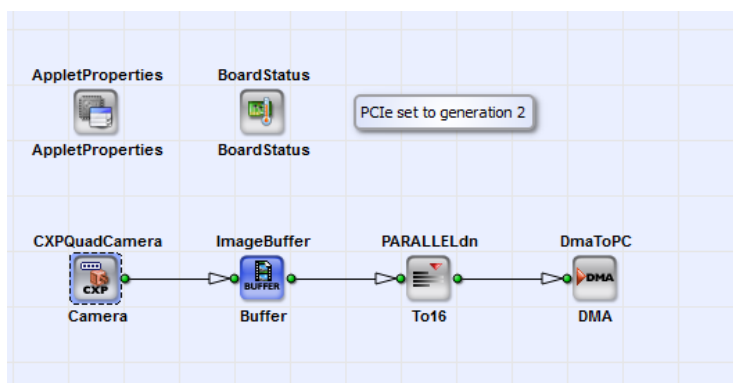 AppletProperties
BoardStatus
AppletProperties
BoardStatus
PCIe set to generation 2
CXPQuadCamera
ImageBuffer
PARALLELdn
DmaToPC
CXP
BUFFER
DMA
Camera
Buffer
To16
DMA